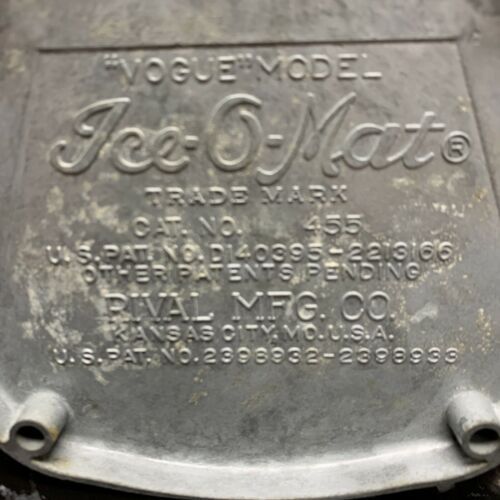 "VOGUE" MODEL
Ice-O-Mat®
TRADE MARK
CAT. NO. 455
U.S. PAT. NO. D140395-2213166
OTHER PATENTS PENDING
RIVAL MFG. CO.
KANSAS CITY, MO. U.S.A.
U.S. PAT. NO. 2398932-2398933